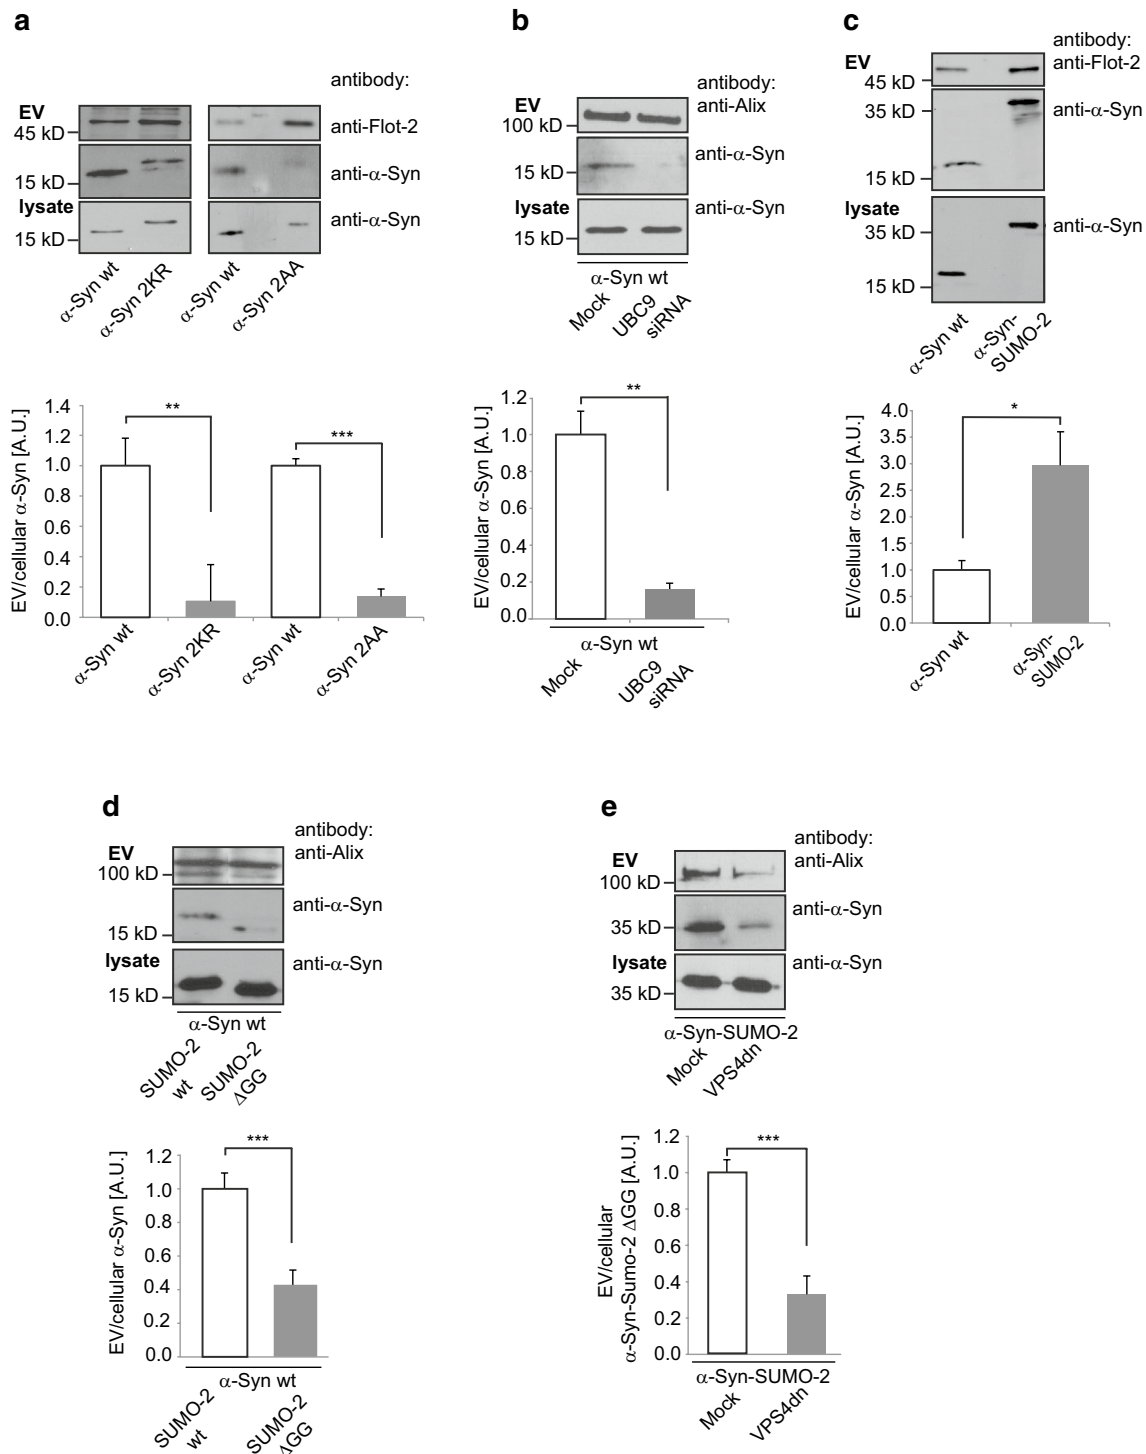 a
antibody:
EV
45 kD
anti-Flot-2
15 kD
anti-α-Syn
lysate
15 kD
anti-α-Syn
α-Syn wt
α-Syn 2KR
α-Syn wt
α-Syn 2AA
EV/cellular α-Syn [A.U.]
1.4
1.2
1.0
0.8
0.6
0.4
0.2
0.0
**
***
α-Syn wt
α-Syn 2KR
α-Syn wt
α-Syn 2AA
b
antibody:
EV
anti-Alix
100 kD
anti-α-Syn
15 kD
lysate
anti-α-Syn
15 kD
α-Syn wt
Mock
UBC9
siRNA
EV/cellular α-Syn [A.U.]
1.2
1.0
0.8
0.6
0.4
0.2
0.0
**
α-Syn wt
Mock
UBC9
siRNA
c
antibody:
EV
anti-Flot-2
45 kD
35 kD
anti-α-Syn
15 kD
lysate
35 kD
anti-α-Syn
15 kD
α-Syn wt
α-Syn-
SUMO-2
EV/cellular α-Syn [A.U.]
4.0
3.5
3.0
2.5
2.0
1.5
1.0
0.5
0.0
*
α-Syn wt
α-Syn-
SUMO-2
d
antibody:
EV
anti-Alix
100 kD
anti-α-Syn
15 kD
lysate
anti-α-Syn
15 kD
α-Syn wt
SUMO-2
wt
SUMO-2
ΔGG
EV/cellular α-Syn [A.U.]
1.2
1.0
0.8
0.6
0.4
0.2
0.0
***
α-Syn wt
SUMO-2
wt
SUMO-2
ΔGG
e
antibody:
EV
anti-Alix
100 kD
anti-α-Syn
35 kD
lysate
anti-α-Syn
35 kD
α-Syn-SUMO-2
Mock
VPS4dn
EV/cellular
α-Syn-Sumo-2 ΔGG [A.U.]
1.2
1.0
0.8
0.6
0.4
0.2
0.0
***
α-Syn-SUMO-2
Mock
VPS4dn